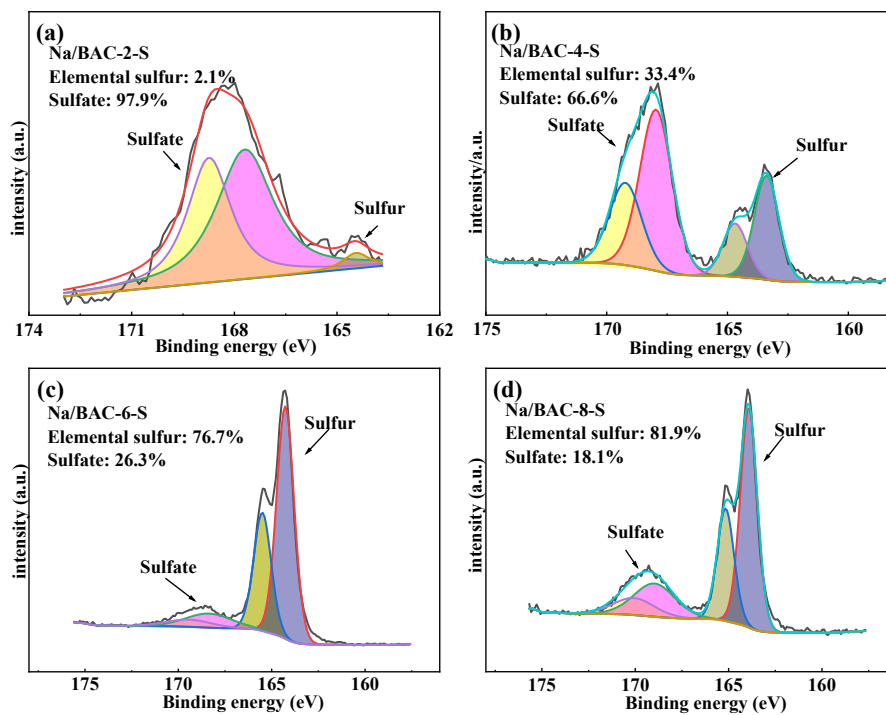 (a)
Na/BAC-2-S
Elemental sulfur: 2.1%
Sulfate: 97.9%
Sulfate
Sulfur
intensity (a.u.)
174 171 168 165 162
Binding energy (eV)
(b)
Na/BAC-4-S
Elemental sulfur: 33.4%
Sulfate: 66.6%
Sulfate
Sulfur
intensity/a.u.
175 170 165 160
Binding energy (eV)
(c)
Na/BAC-6-S
Elemental sulfur: 76.7%
Sulfate: 26.3%
Sulfur
Sulfate
intensity (a.u.)
175 170 165 160
Binding energy (eV)
(d)
Na/BAC-8-S
Elemental sulfur: 81.9%
Sulfate: 18.1%
Sulfur
Sulfate
intensity (a.u.)
175 170 165 160
Binding energy (eV)